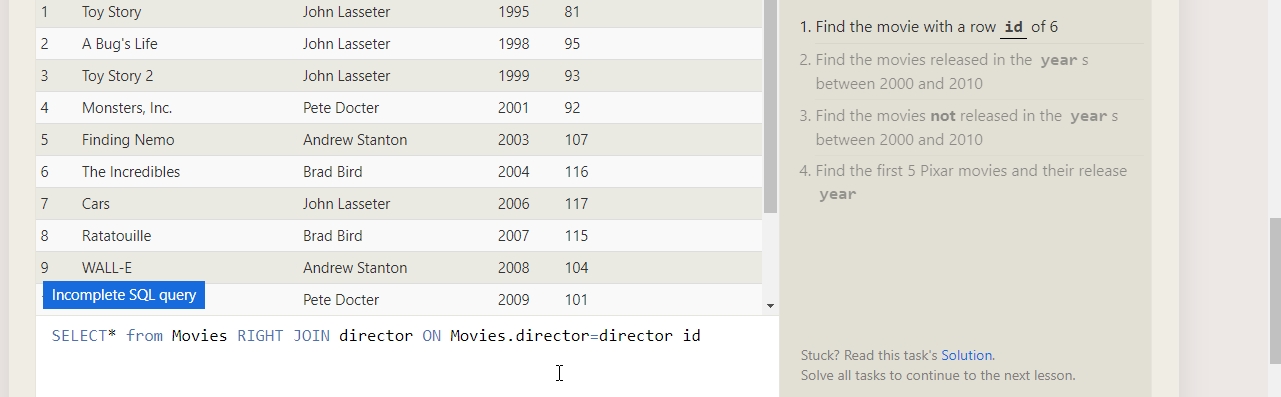 1 Toy Story John Lasseter 1995 81
2 A Bug's Life John Lasseter 1998 95
3 Toy Story 2 John Lasseter 1999 93
4 Monsters, Inc. Pete Docter 2001 92
5 Finding Nemo Andrew Stanton 2003 107
6 The Incredibles Brad Bird 2004 116
7 Cars John Lasseter 2006 117
8 Ratatouille Brad Bird 2007 115
9 WALL-E Andrew Stanton 2008 104
Pete Docter 2009 101
Incomplete SQL query
SELECT* from Movies RIGHT JOIN director ON Movies.director=director id
1. Find the movie with a row id of 6
2. Find the movies released in the year s
between 2000 and 2010
3. Find the movies not released in the year s
between 2000 and 2010
4. Find the first 5 Pixar movies and their release
year
Stuck? Read this task's Solution.
Solve all tasks to continue to the next lesson.